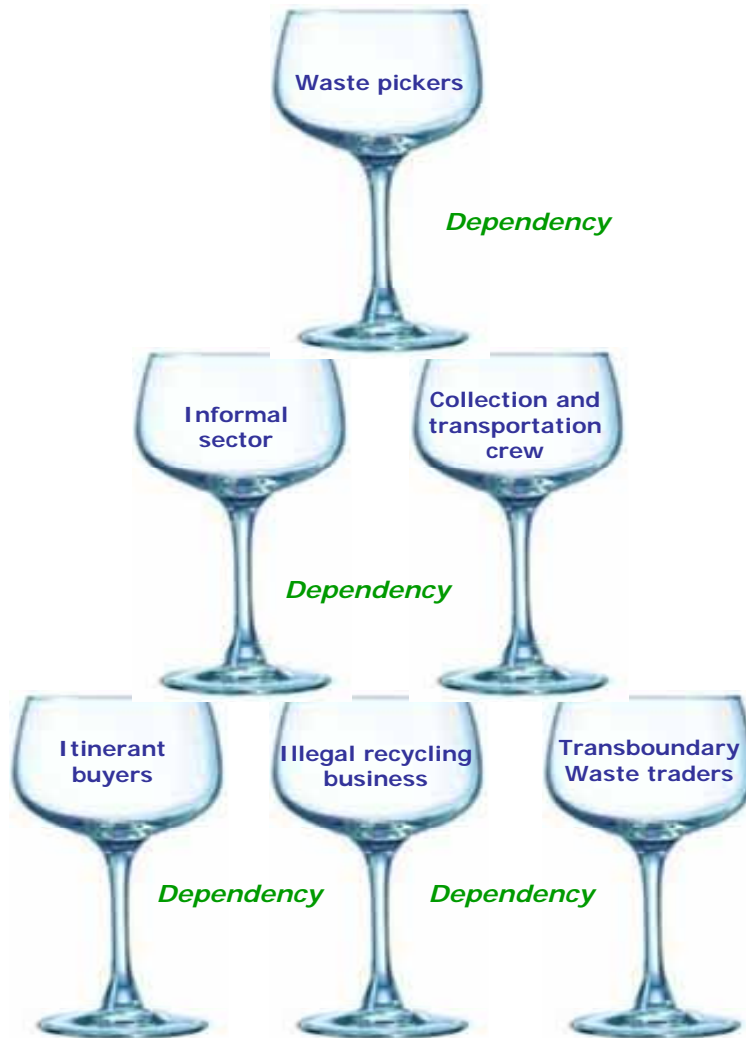 Waste pickers
Dependency
Informal
sector
Collection and
transportation
crew
Dependency
Itinerant
buyers
Illegal recycling
business
Transboundary
Waste traders
Dependency
Dependency